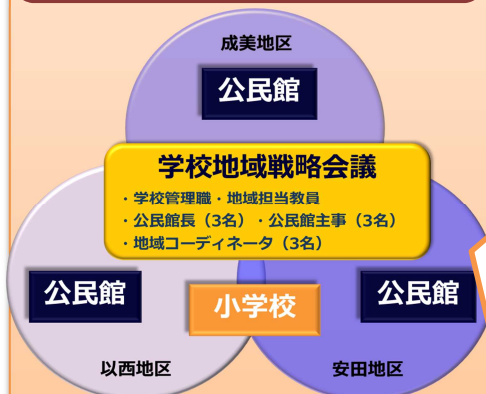 成美地区
公民館
学校地域戦略会議
・学校管理職・地域担当教員
・公民館長（3名）・公民館主事（3名）
・地域コーディネータ（3名）
公民館
小学校
公民館
以西地区
安田地区